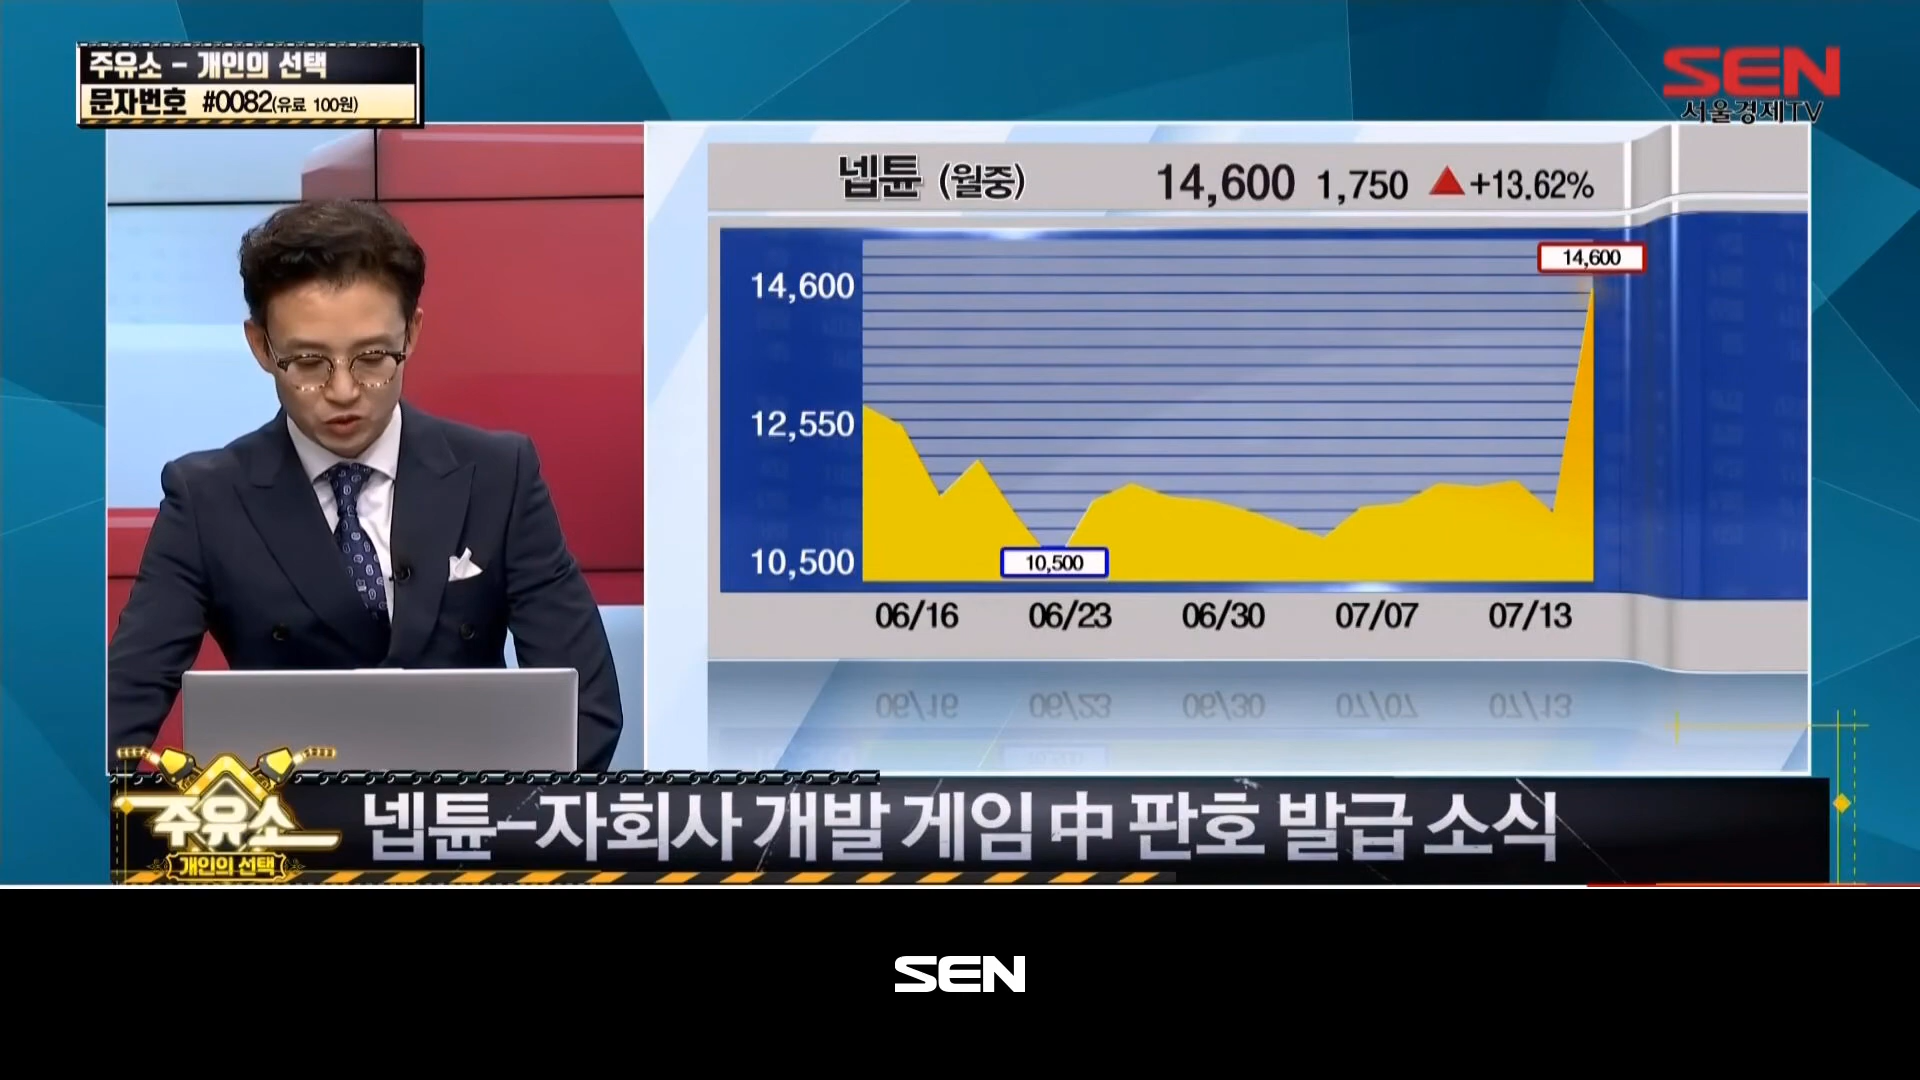 주유소 - 개인의 선택
문자번호 #0082(유료 100원)
SEN
서울경제TV
넵튠 (월중) 14,600 1,750 ▲+13.62%
14,600
14,600
12,550
10,500
10,500
06/16 06/23 06/30 07/07 07/13
주유소
개인의 선택
넵튠-자회사 개발 게임 中 판호 발급 소식
SEN